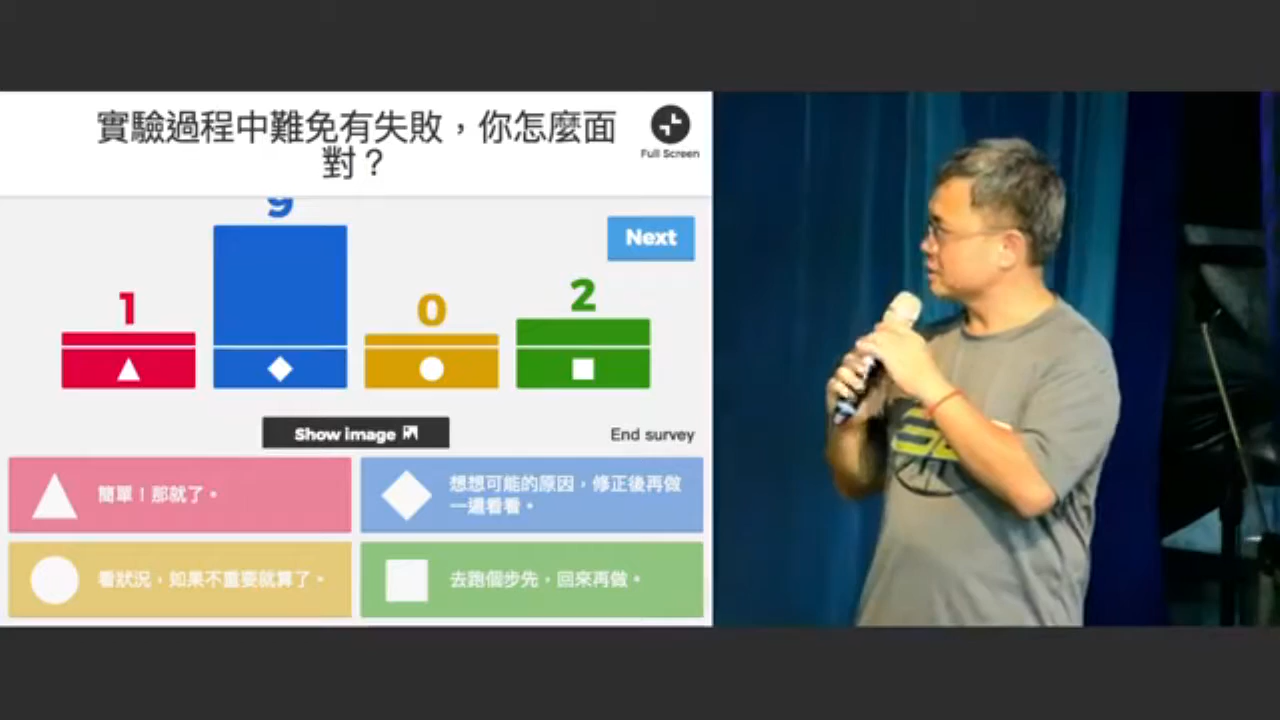 實驗過程中難免有失敗，你怎麼面
對？
Full Screen
9
Next
1
0
2
Show image
End survey
簡單！那就了。
想想可能的原因，修正後再做
一遍看看。
看狀況，如果不重要就算了。
去跑個步先，回來再做。